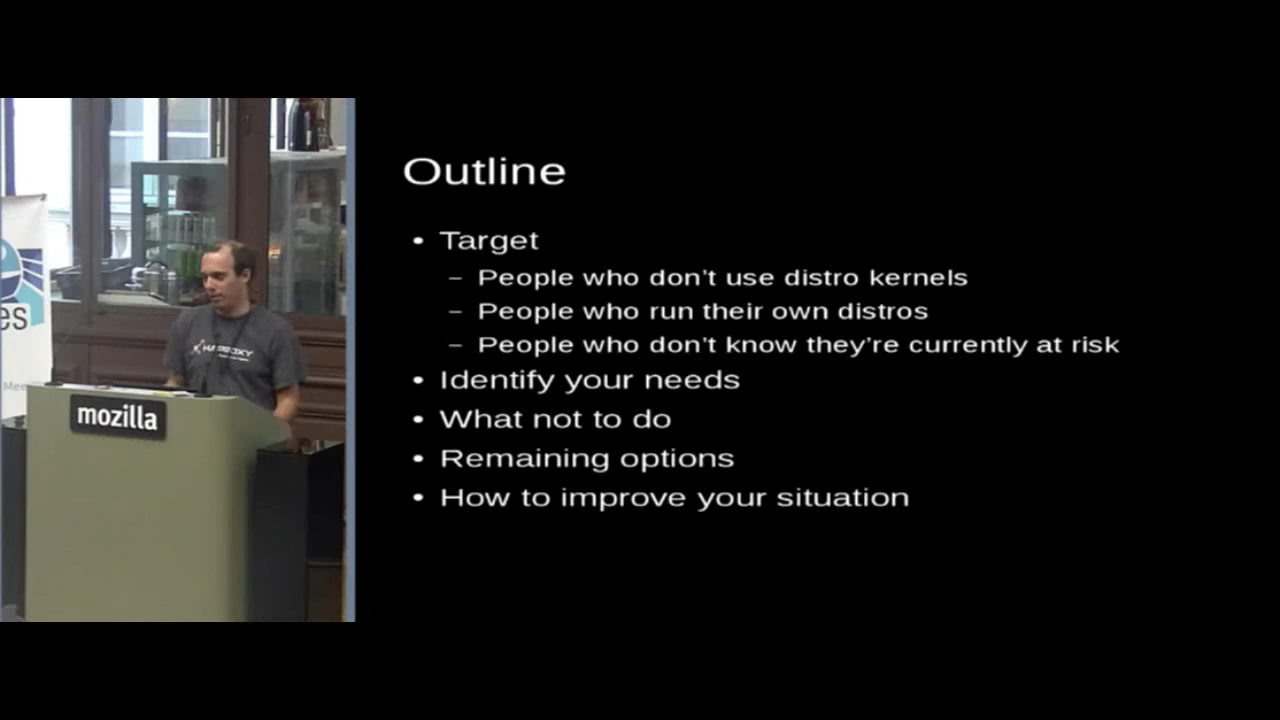 Outline
• Target
– People who don't use distro kernels
– People who run their own distros
– People who don't know they're currently at risk
• Identify your needs
• What not to do
• Remaining options
• How to improve your situation
mozilla